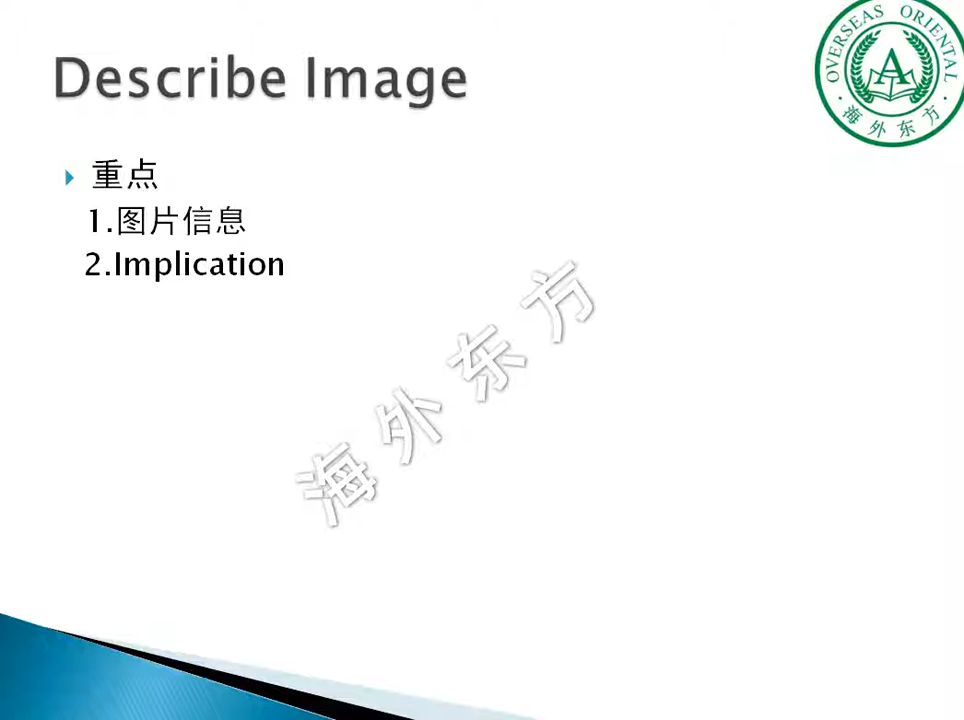 Describe Image
OVERSEAS ORIENTAL
A
·海外东方·
重点
1.图片信息
2.Implication
海外东方